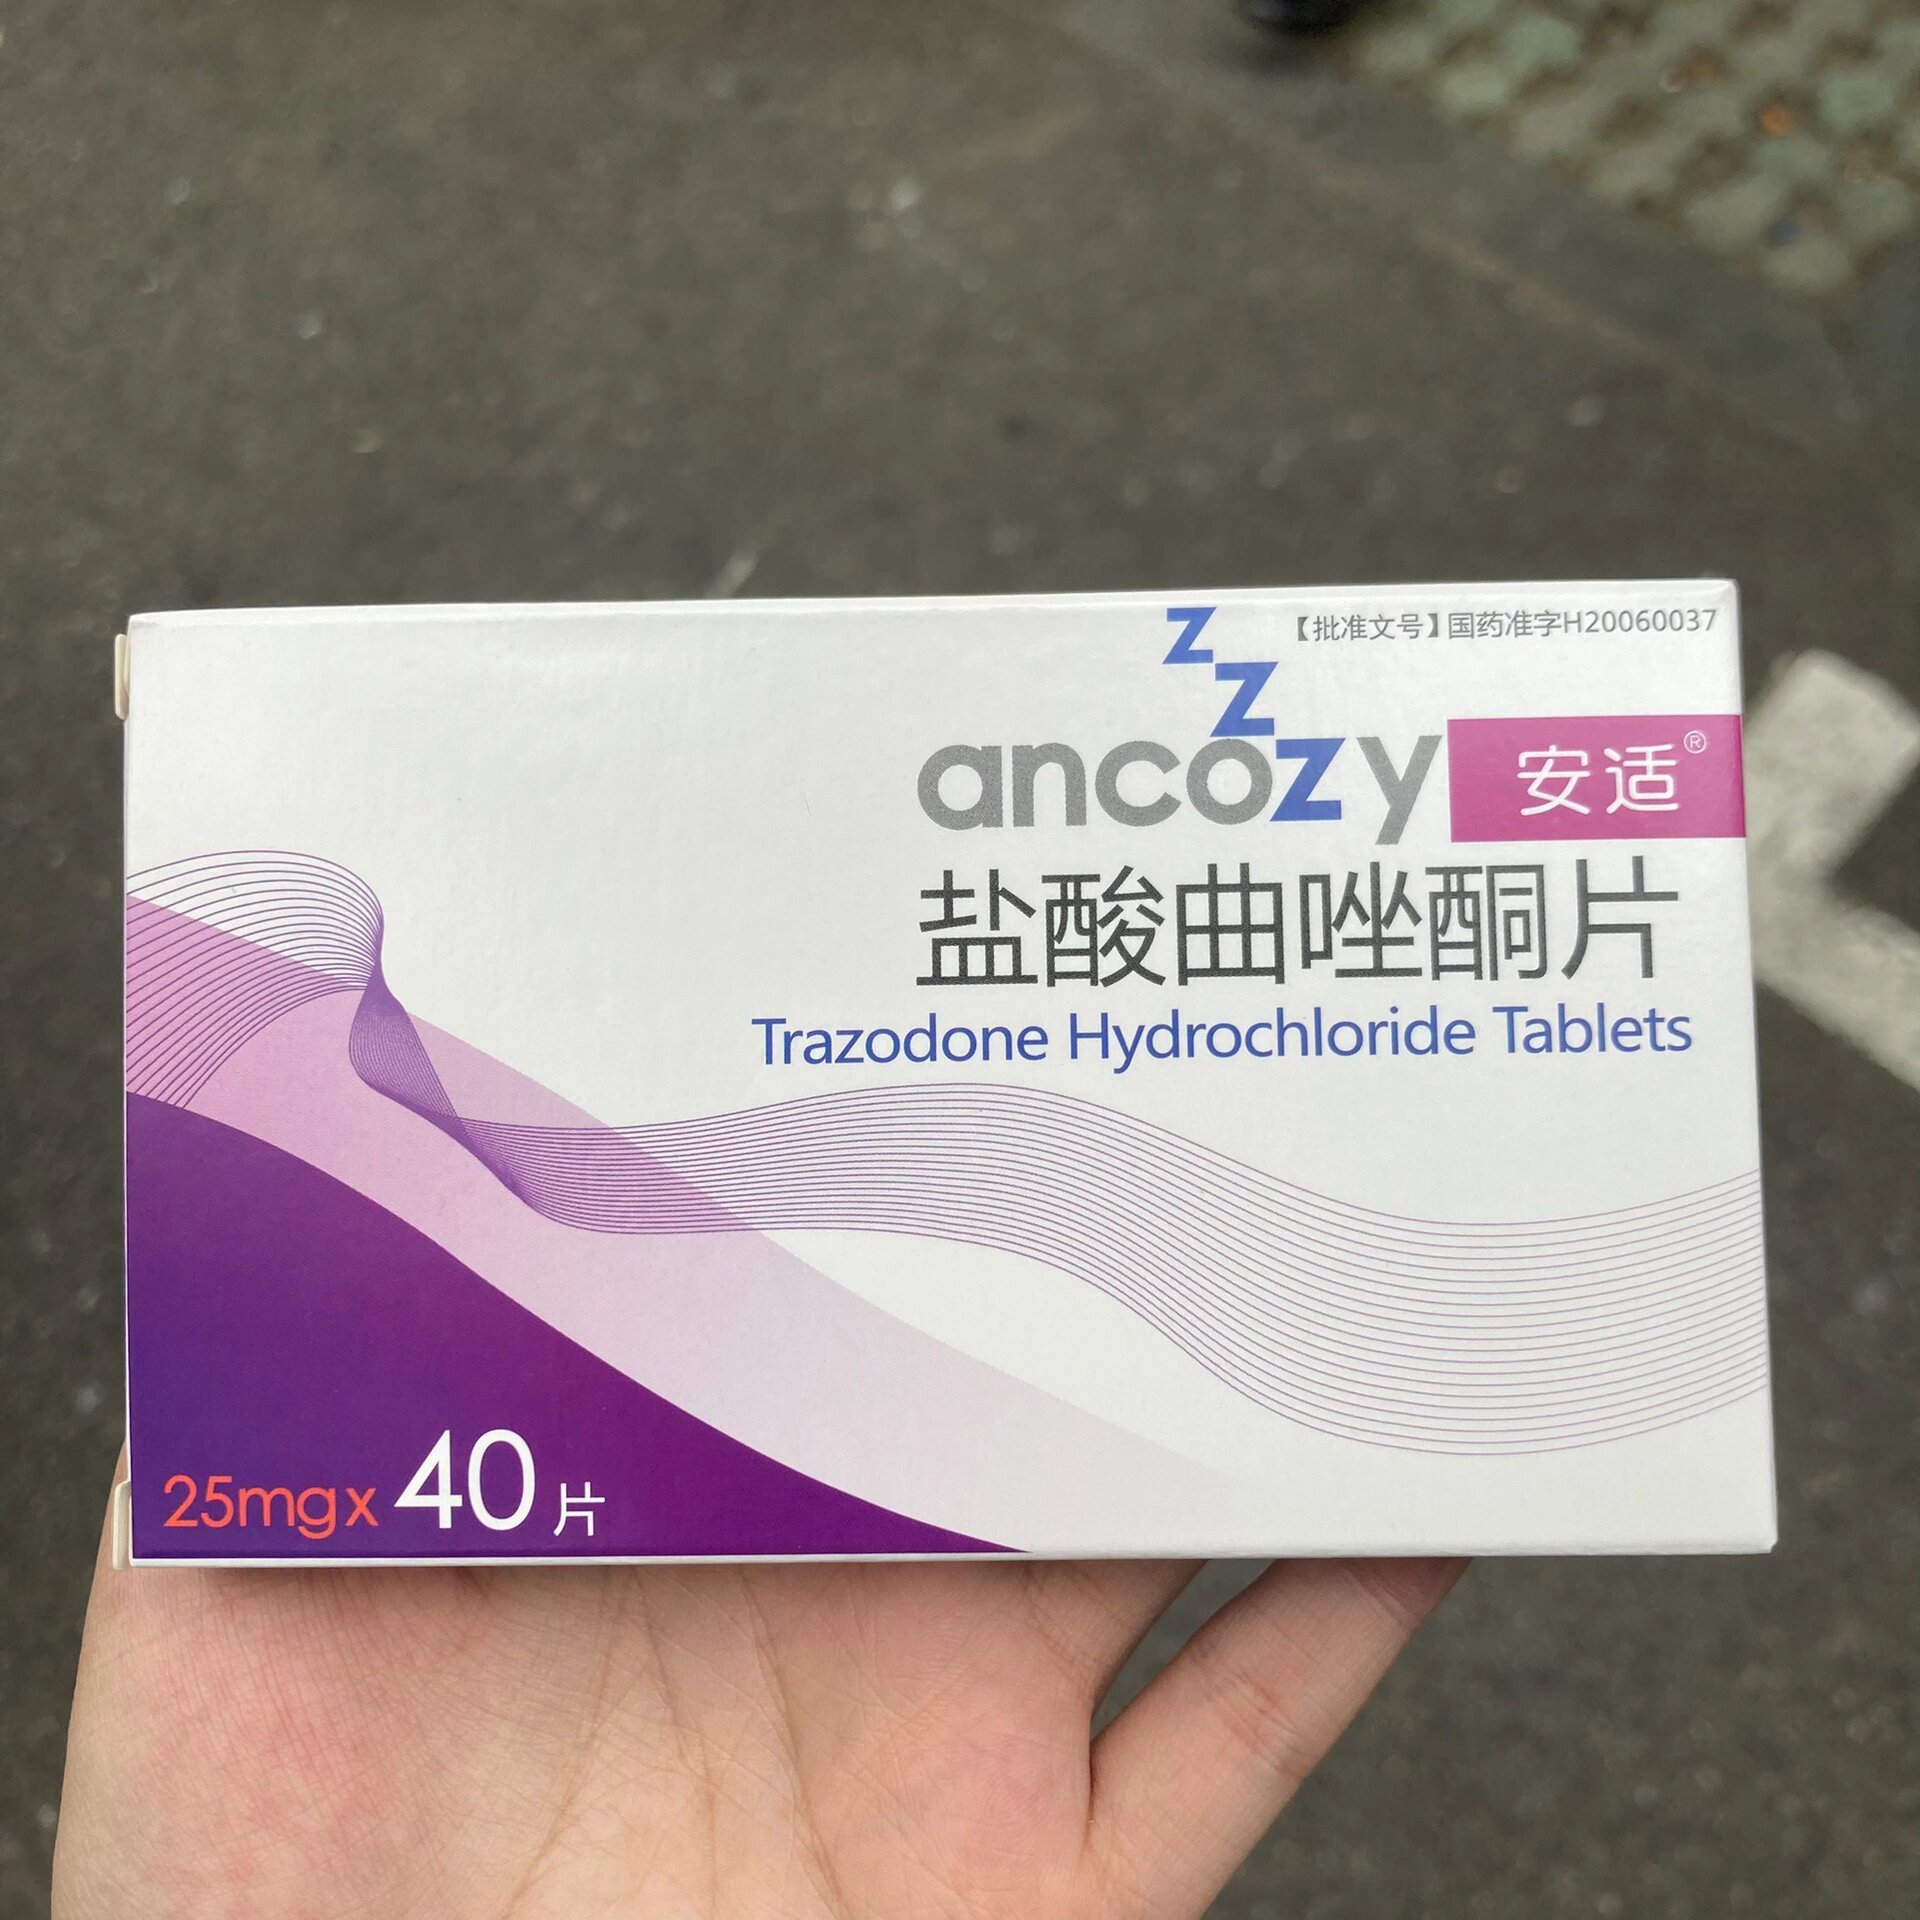 【批准文号】国药准字H20060037
zz
ancozy 安适®
盐酸曲唑酮片
Trazodone Hydrochloride Tablets
25mgx 40片